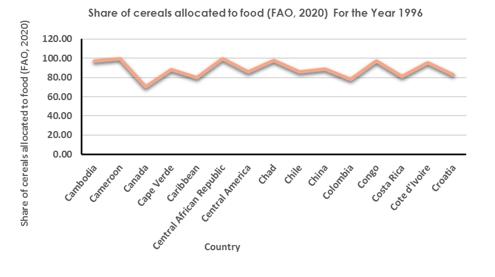 Share of cereals allocated to food (FAO, 2020)  For the Year 1996
Share of cereals allocated to food (FAO, 2020)
120.00
100.00
80.00
60.00
40.00
20.00
0.00
Cambodia
Cameroon
Canada
Cape Verde
Caribbean
Central African Republic
Central America
Chad
Chile
China
Colombia
Congo
Costa Rica
Cote d'Ivoire
Croatia
Country